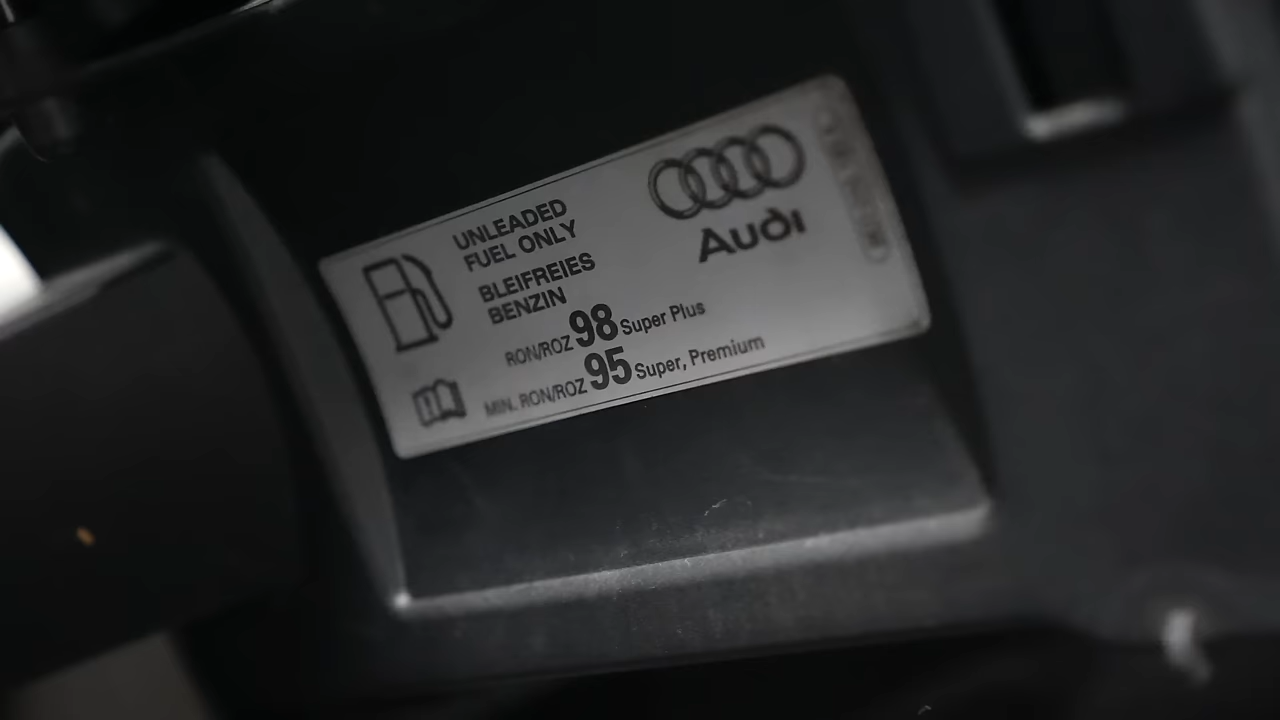 UNLEADED
FUEL ONLY
BLEIFREIES
BENZIN
RON/ROZ 98 Super Plus
MIN. RON/ROZ 95 Super, Premium
Audi